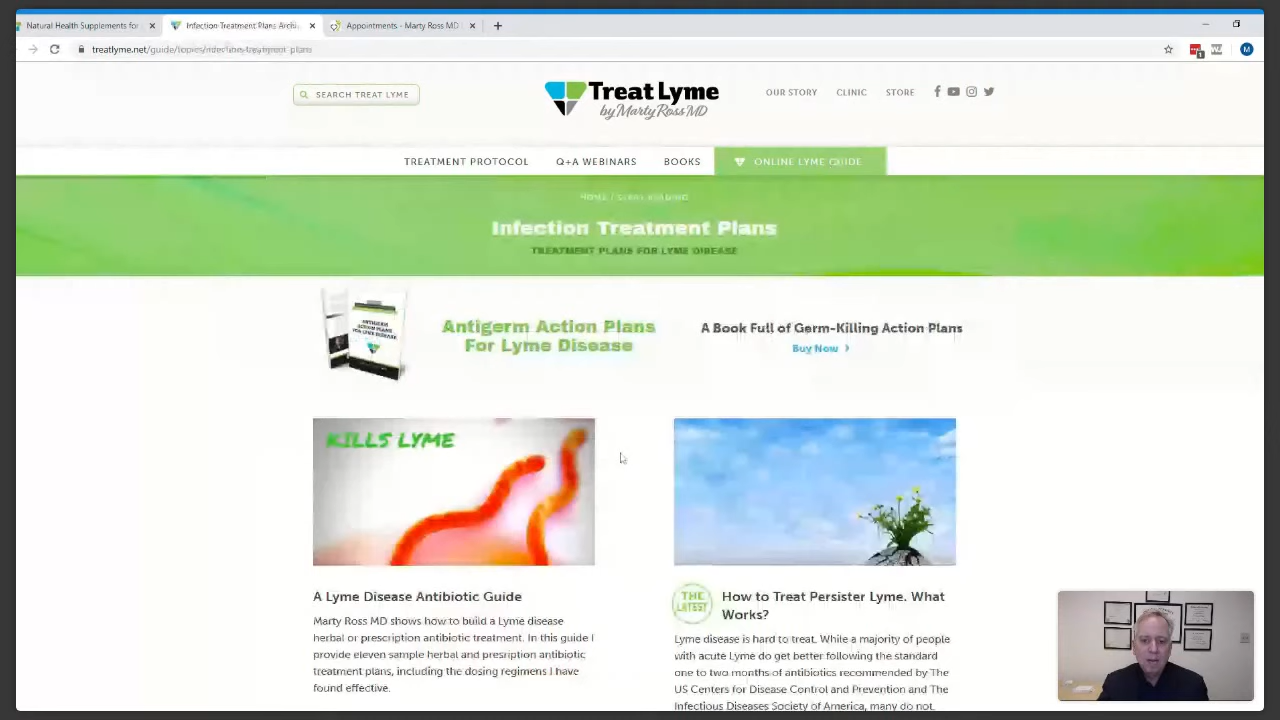 Natural Health Supplements for
Infection Treatment Plans Archi
Appointments - Marty Ross MD
treatlyme.net/guide/topics/infection-treatment-plans
M
SEARCH TREAT LYME
Treat Lyme
by Marty Ross MD
OUR STORY
CLINIC
STORE
TREATMENT PROTOCOL
Q+A WEBINARS
BOOKS
ONLINE LYME GUIDE
Infection Treatment Plans
TREATMENT PLANS FOR LYME DISEASE
ANTIGERM
ACTION PLANS
FOR LYME DISEASE
Antigerm Action Plans
For Lyme Disease
A Book Full of Germ-Killing Action Plans
Buy Now
KILLS LYME
A Lyme Disease Antibiotic Guide
Marty Ross MD shows how to build a Lyme disease
herbal or prescription antibiotic treatment. In this guide I
provide eleven sample herbal and presription antibiotic
treatment plans, including the dosing regimens I have
found effective.
THE
LATEST
How to Treat Persister Lyme. What
Works?
Lyme disease is hard to treat. While a majority of people
with acute Lyme do get better following the standard
one to two months of antibiotics recommended by The
US Centers for Disease Control and Prevention and The
Infectious Diseases Society of America, many do not.